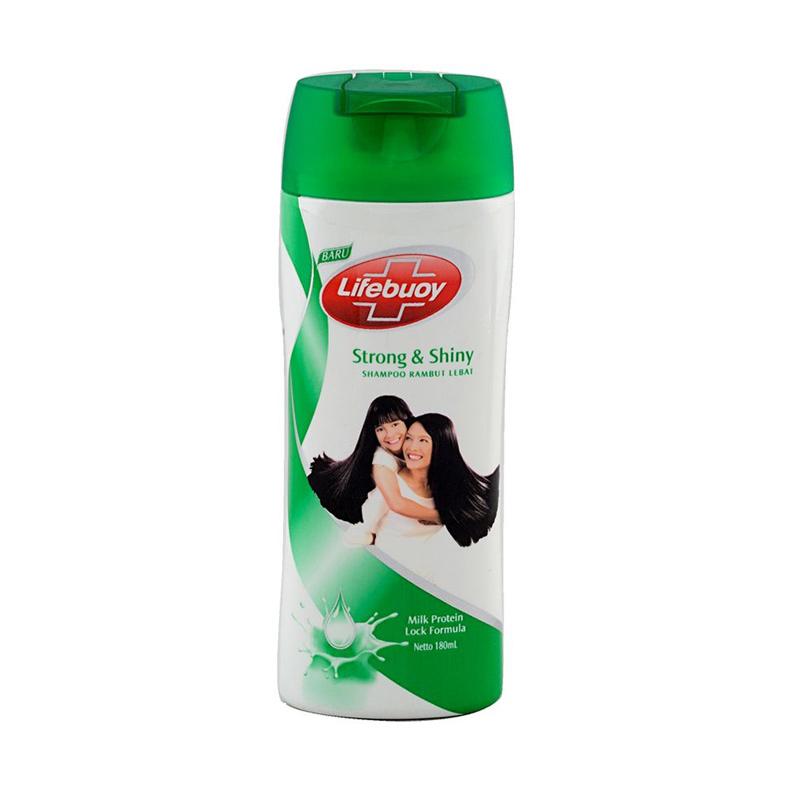 BARU
Lifebuoy
Strong & Shiny
SHAMPOO RAMBUT LEBAT
Milk Protein
Lock Formula
Netto 180mL